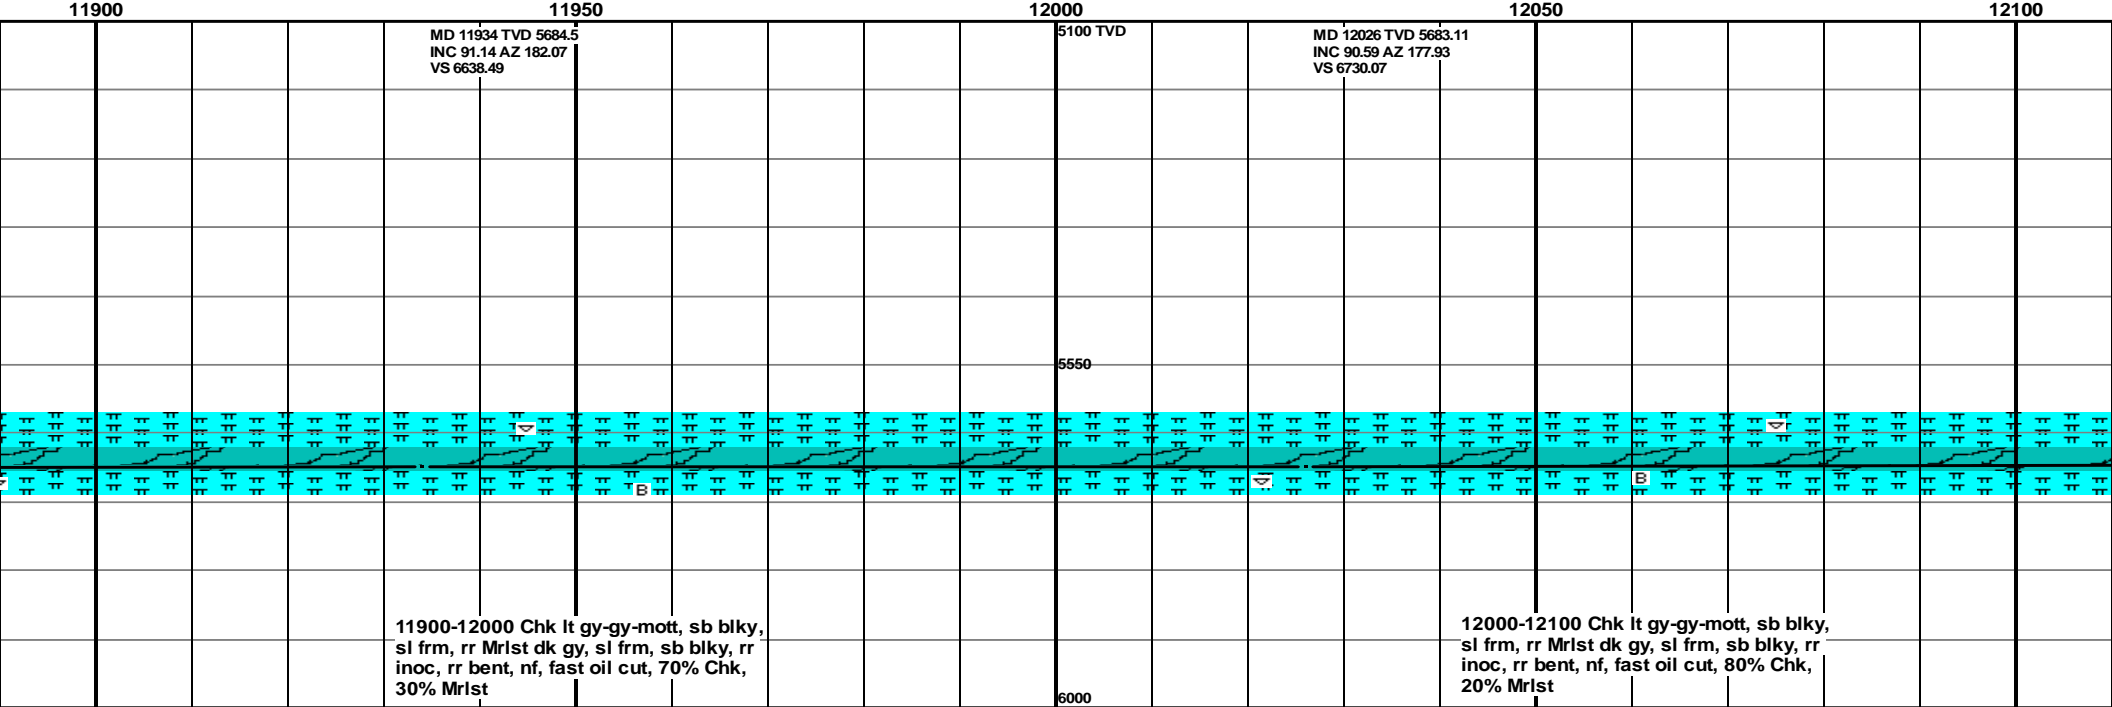 11900 11950 12000 12050 12100
MD 11934 TVD 5684.5
INC 91.14 AZ 182.07
VS 6638.49
5100 TVD
MD 12026 TVD 5683.11
INC 90.59 AZ 177.93
VS 6730.07
5550
B
B
11900-12000 Chk lt gy-gy-mott, sb blky,
sl frm, rr Mrlst dk gy, sl frm, sb blky, rr
inoc, rr bent, nf, fast oil cut, 70% Chk,
30% Mrlst
12000-12100 Chk lt gy-gy-mott, sb blky,
sl frm, rr Mrlst dk gy, sl frm, sb blky, rr
inoc, rr bent, nf, fast oil cut, 80% Chk,
20% Mrlst
6000